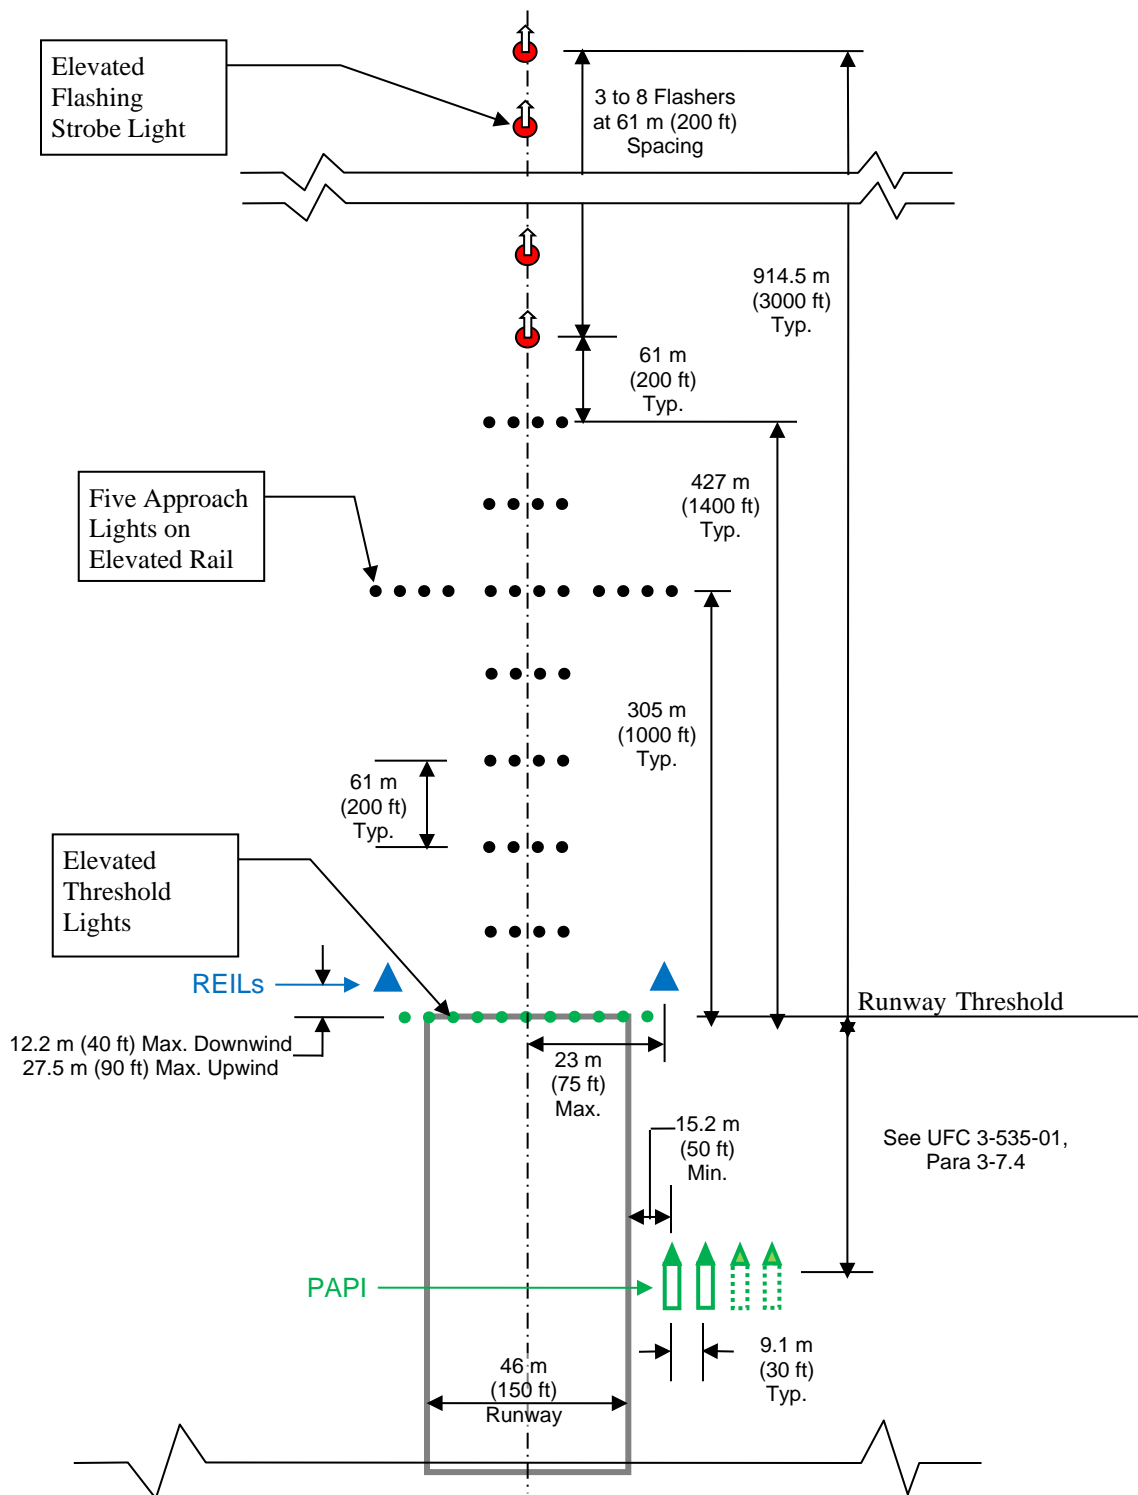 Elevated
Flashing
Strobe Light
3 to 8 Flashers
at 61 m (200 ft)
Spacing
914.5 m
(3000 ft)
Typ.
61 m
(200 ft)
Typ.
Five Approach
Lights on
Elevated Rail
427 m
(1400 ft)
Typ.
305 m
(1000 ft)
Typ.
61 m
(200 ft)
Typ.
Elevated
Threshold
Lights
REILs
Runway Threshold
12.2 m (40 ft) Max. Downwind
27.5 m (90 ft) Max. Upwind
23 m
(75 ft)
Max.
15.2 m
(50 ft)
Min.
See UFC 3-535-01,
Para 3-7.4
PAPI
9.1 m
(30 ft)
Typ.
46 m
(150 ft)
Runway